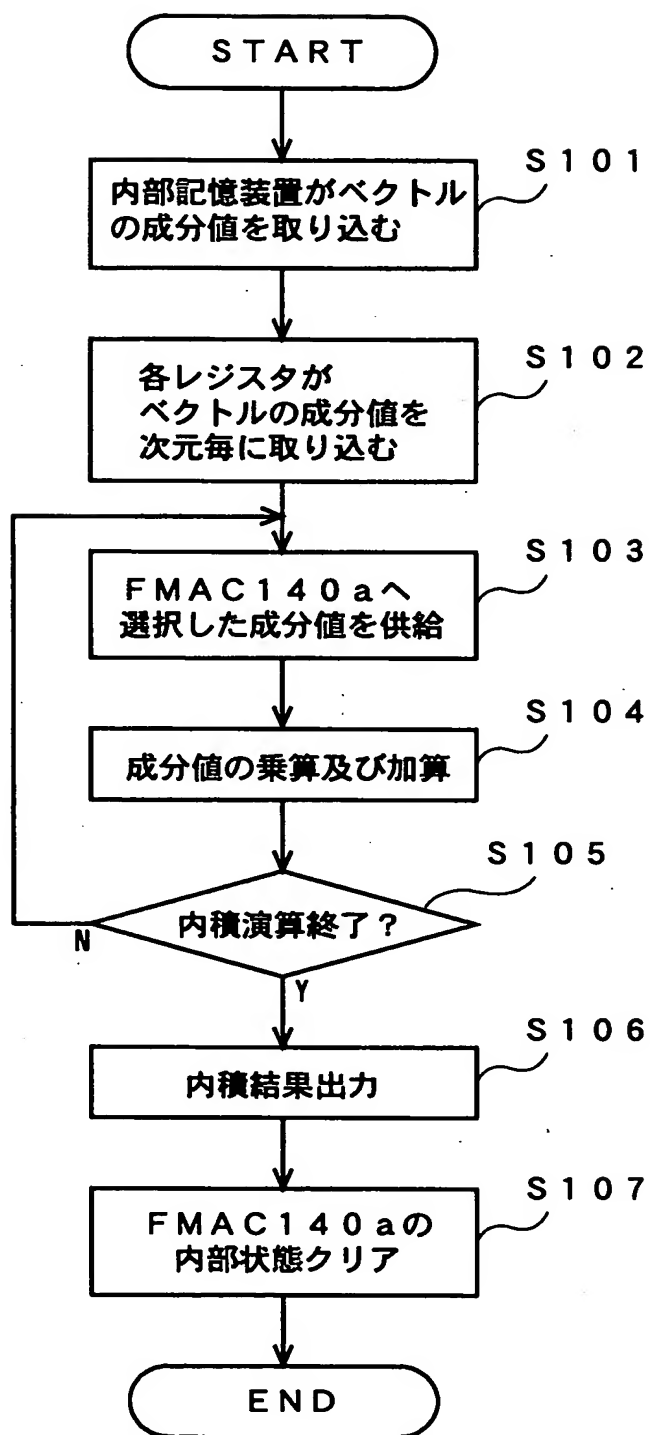 START
S101
内部記憶装置がベクトル
の成分値を取り込む
S102
各レジスタが
ベクトルの成分値を
次元毎に取り込む
S103
FMAC140aへ
選択した成分値を供給
S104
成分値の乗算及び加算
S105
内積演算終了？
N
Y
S106
内積結果出力
S107
FMAC140aの
内部状態クリア
END